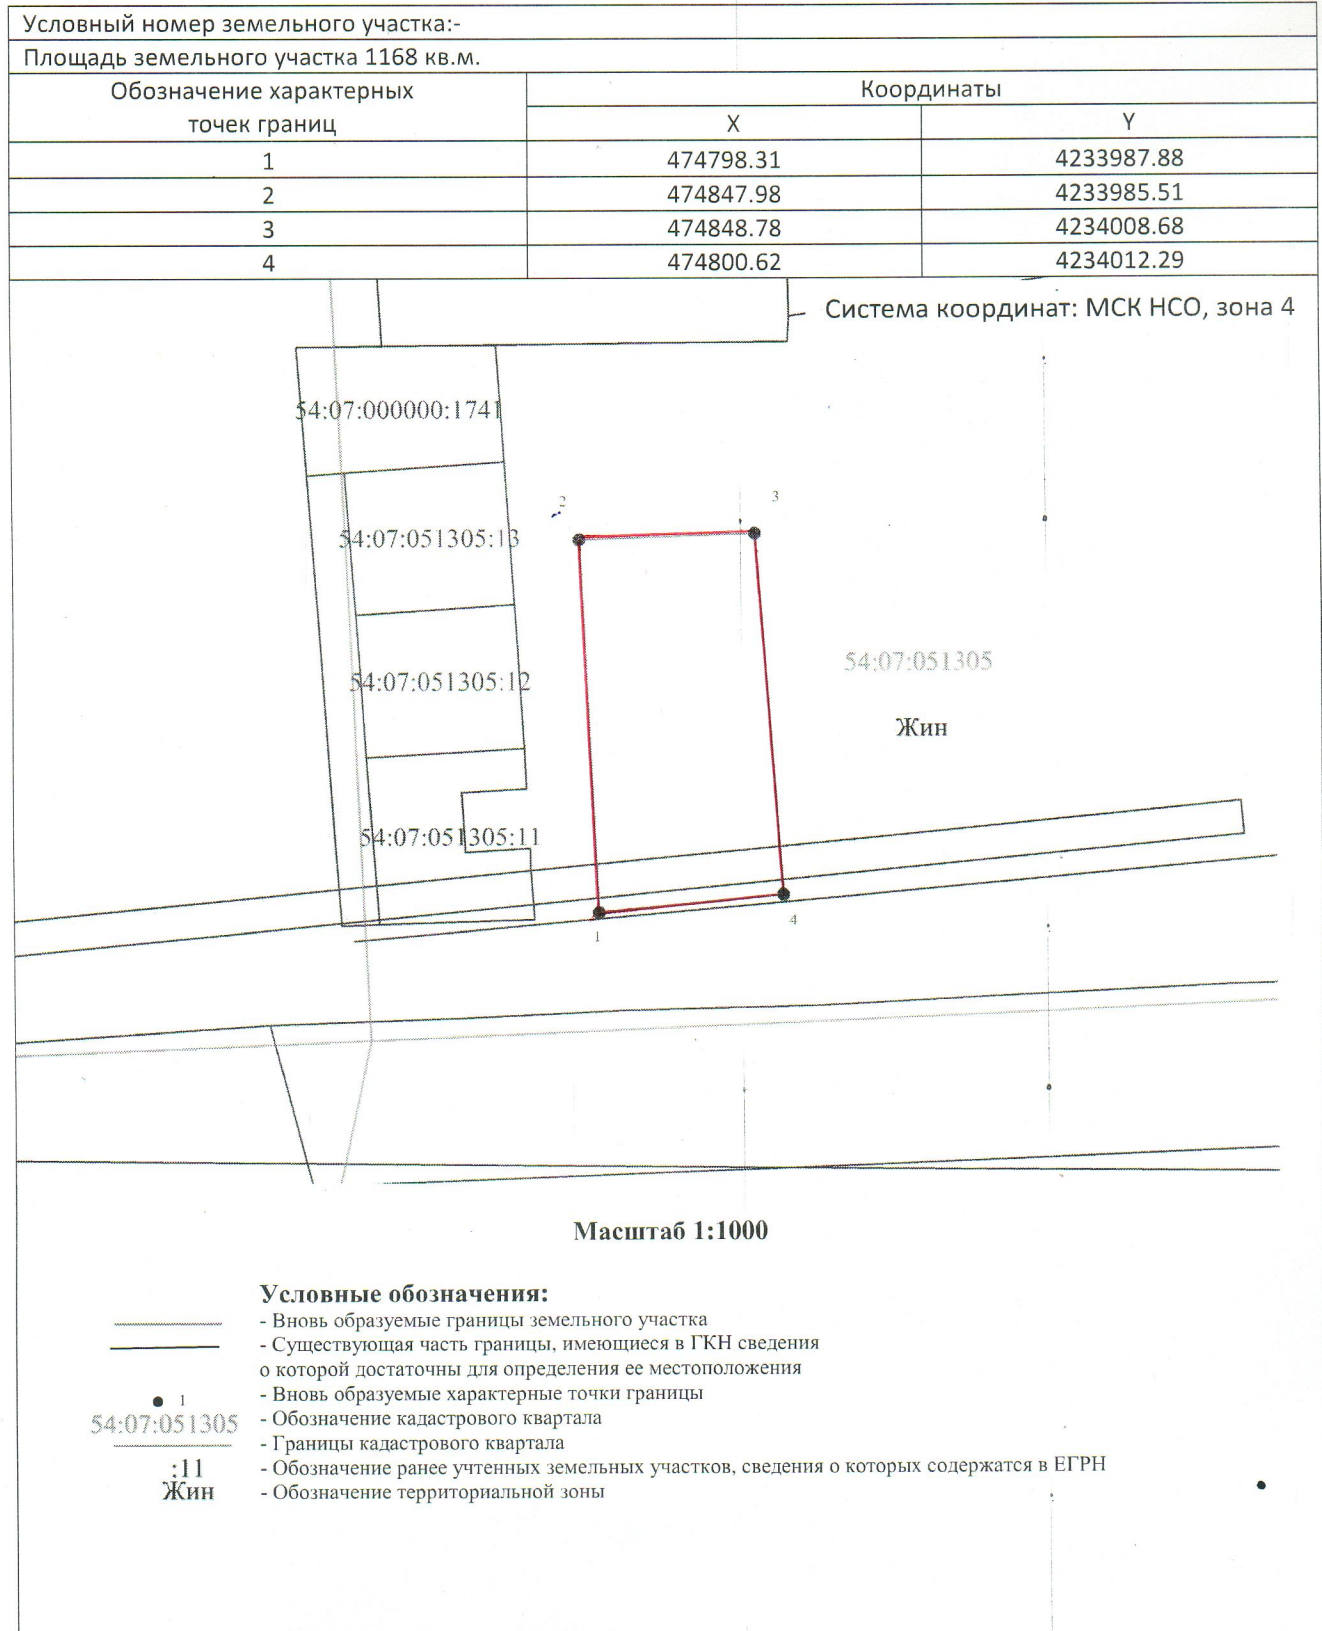 Условный номер земельного участка:-
Площадь земельного участка 1168 кв.м.
Обозначение характерных
точек границ
Координаты
X
Y
1
474798.31
4233987.88
2
474847.98
4233985.51
3
474848.78
4234008.68
4
474800.62
4234012.29
Система координат: МСК НСО, зона 4
54:07:000000:1741
2
3
54:07:051305:13
54:07:051305
54:07:051305:12
Жин
54:07:051305:11
4
1
Масштаб 1:1000
Условные обозначения:
- Вновь образуемые границы земельного участка
- Существующая часть границы, имеющиеся в ГКН сведения
о которой достаточны для определения ее местоположения
- Вновь образуемые характерные точки границы
1
54:07:051305
- Обозначение кадастрового квартала
- Границы кадастрового квартала
:11
- Обозначение ранее учтенных земельных участков, сведения о которых содержатся в ЕГРН
Жин
- Обозначение территориальной зоны